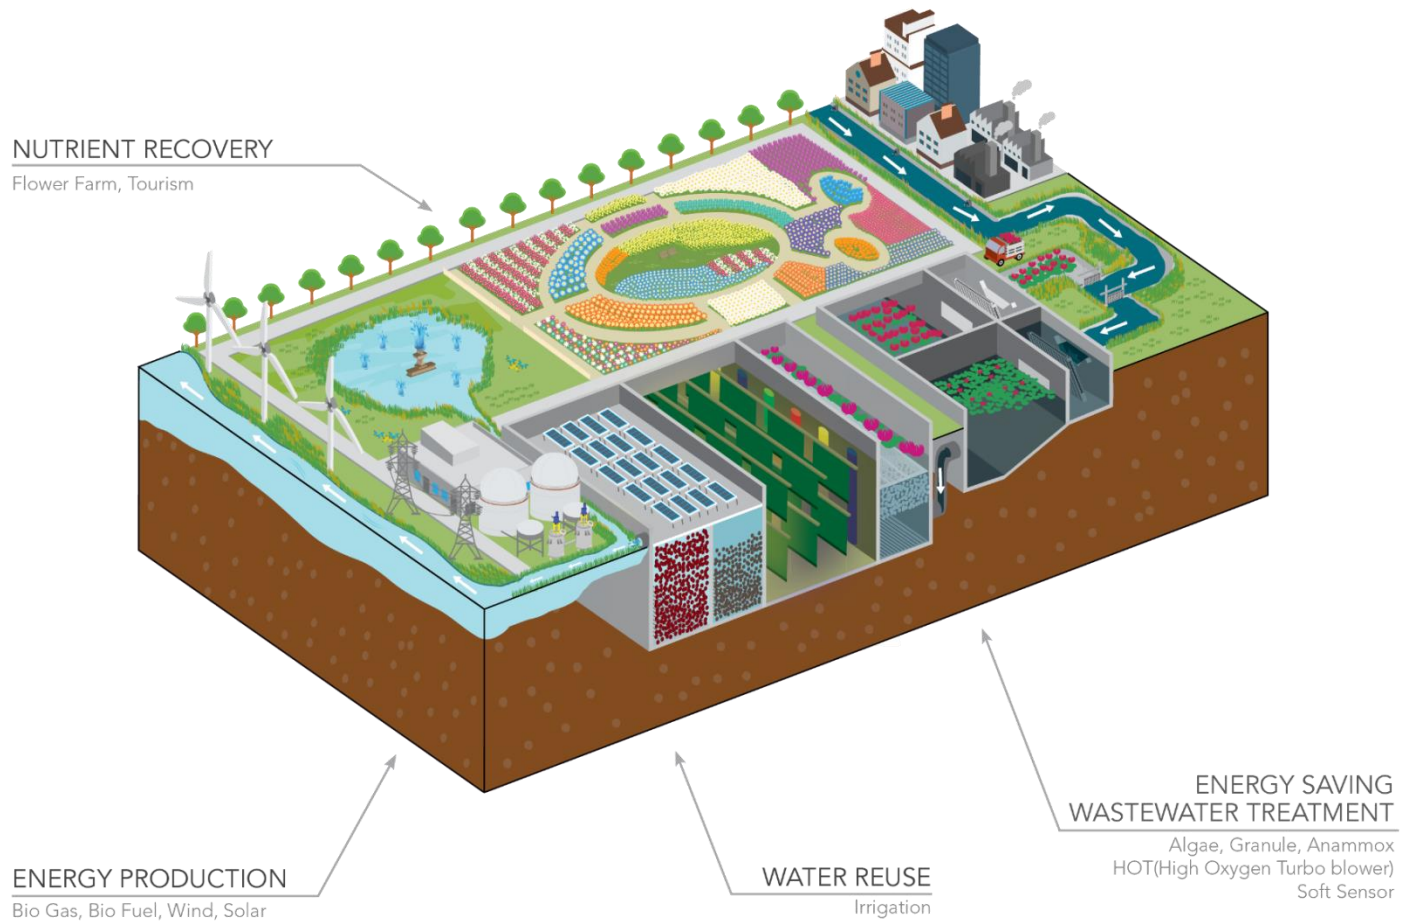 NUTRIENT RECOVERY
Flower Farm, Tourism
ENERGY SAVING
WASTEWATER TREATMENT
Algae, Granule, Anammox
HOT(High Oxygen Turbo blower)
Soft Sensor
ENERGY PRODUCTION
Bio Gas, Bio Fuel, Wind, Solar
WATER REUSE
Irrigation